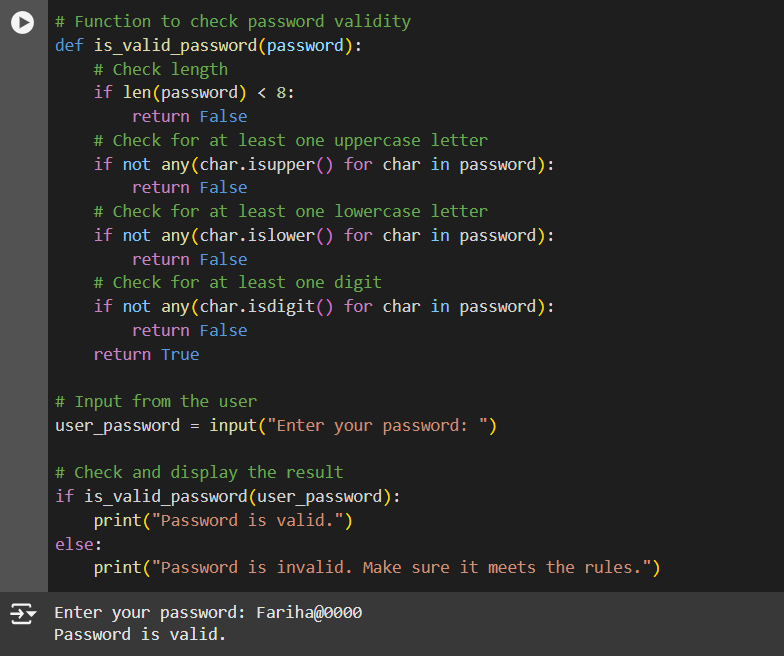 # Function to check password validity
def is_valid_password(password):
    # Check length
    if len(password) < 8:
        return False
    # Check for at least one uppercase letter
    if not any(char.isupper() for char in password):
        return False
    # Check for at least one lowercase letter
    if not any(char.islower() for char in password):
        return False
    # Check for at least one digit
    if not any(char.isdigit() for char in password):
        return False
    return True

# Input from the user
user_password = input("Enter your password: ")

# Check and display the result
if is_valid_password(user_password):
    print("Password is valid.")
else:
    print("Password is invalid. Make sure it meets the rules.")
Enter your password: Fariha@0000
Password is valid.